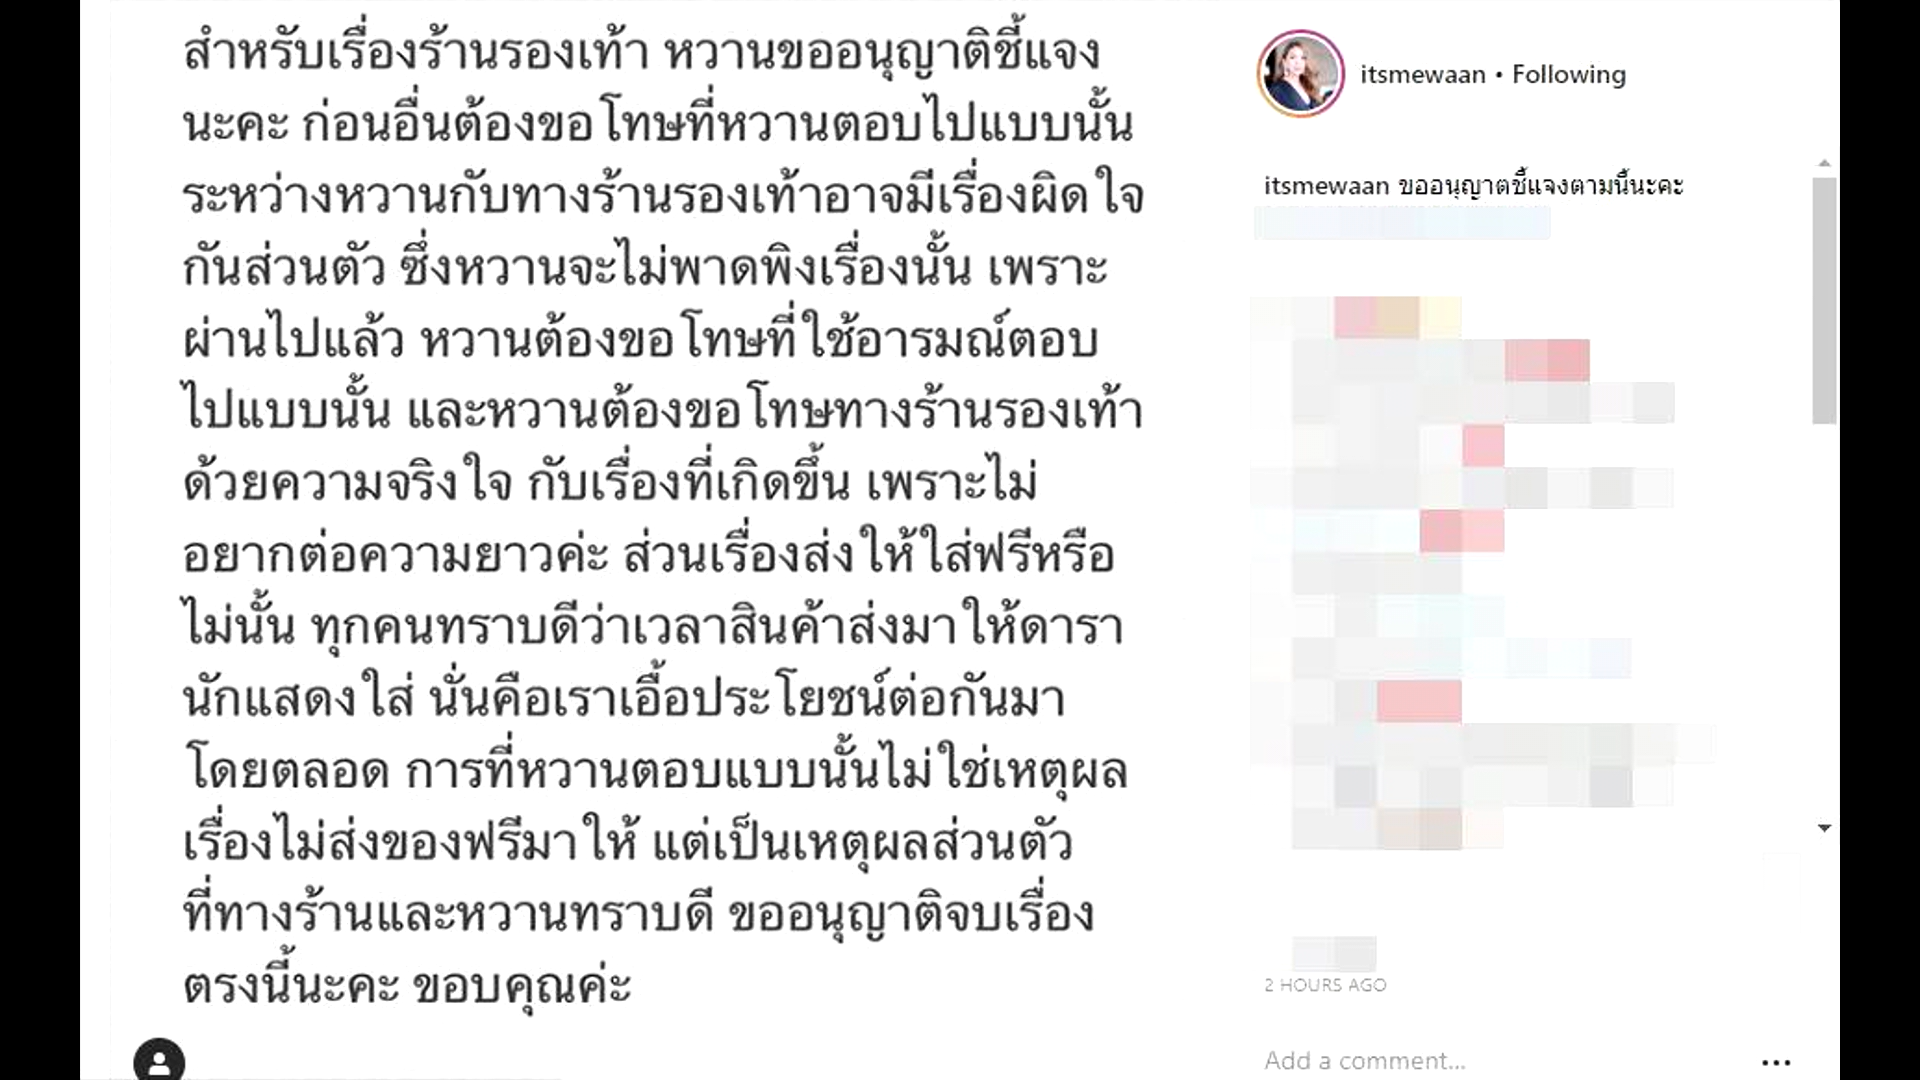 สำหรับเรื่องร้านรองเท้า หวานขออนุญาติชี้แจง
นะคะ ก่อนอื่นต้องขอโทษที่หวานตอบไปแบบนั้น
ระหว่างหวานกับทางร้านรองเท้าอาจมีเรื่องผิดใจ
กันส่วนตัว ซึ่งหวานจะไม่พาดพิงเรื่องนั้น เพราะ
ผ่านไปแล้ว หวานต้องขอโทษที่ใช้อารมณ์ตอบ
ไปแบบนั้น และหวานต้องขอโทษทางร้านรองเท้า
ด้วยความจริงใจ กับเรื่องที่เกิดขึ้น เพราะไม่
อยากต่อความยาวค่ะ ส่วนเรื่องส่งให้ใส่ฟรีหรือ
ไม่นั้น ทุกคนทราบดีว่าเวลาสินค้าส่งมาให้ดารา
นักแสดงใส่ นั่นคือเราเอื้อประโยชน์ต่อกันมา
โดยตลอด การที่หวานตอบแบบนั้นไม่ใช่เหตุผล
เรื่องไม่ส่งของฟรีมาให้ แต่เป็นเหตุผลส่วนตัว
ที่ทางร้านและหวานทราบดี ขออนุญาติจบเรื่อง
ตรงนี้นะคะ ขอบคุณค่ะ
itsmewaan • Following
itsmewaan ขออนุญาตชี้แจงตามนี้นะคะ
2 HOURS AGO
Add a comment...